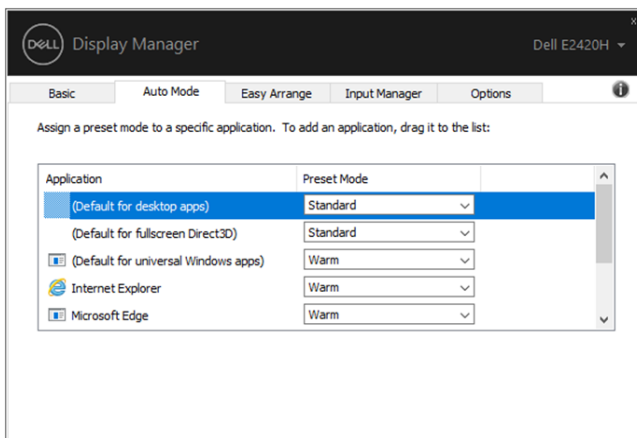 DELL Display Manager Dell E2420H
Basic Auto Mode Easy Arrange Input Manager Options
Assign a preset mode to a specific application. To add an application, drag it to the list:
Application Preset Mode
(Default for desktop apps) Standard
(Default for fullscreen Direct3D) Standard
(Default for universal Windows apps) Warm
Internet Explorer Warm
Microsoft Edge Warm